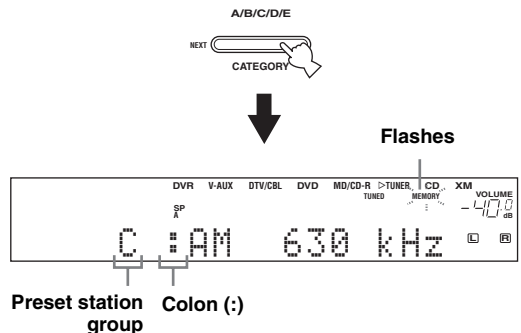 A/B/C/D/E
NEXT
CATEGORY
Flashes
DVR V-AUX DTV/CBL DVD MD/CD-R ▷TUNER CD XM
TUNED MEMORY VOLUME
SP A -40.0 dB
C :AM 630 kHz L R
Preset station group
Colon (:)